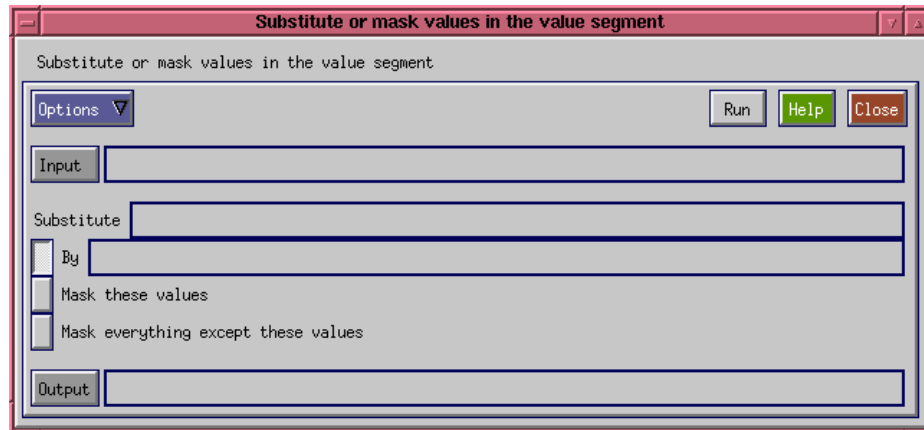 Substitute or mask values in the value segment
Substitute or mask values in the value segment
Options Run Help Close
Input
Substitute
By
Mask these values
Mask everything except these values
Output